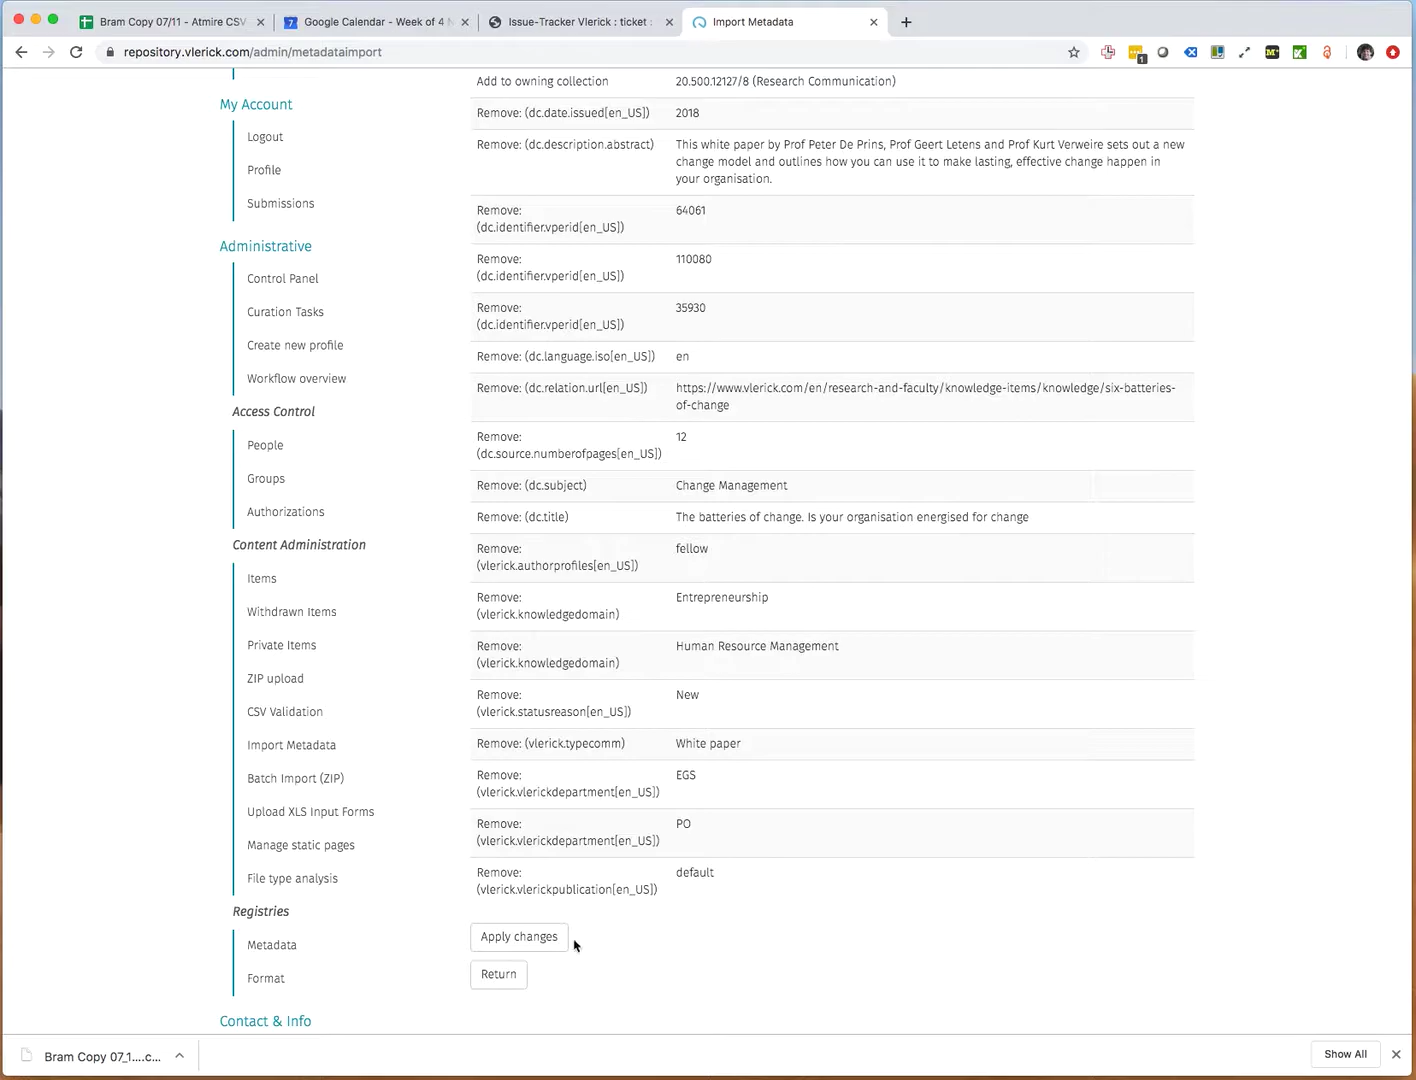 Bram Copy 07/11 - Atmire CSV
Google Calendar - Week of 4 N
Issue-Tracker Vlerick : ticket
Import Metadata
repository.vlerick.com/admin/metadataimport
My Account
Logout
Profile
Submissions
Administrative
Control Panel
Curation Tasks
Create new profile
Workflow overview
Access Control
People
Groups
Authorizations
Content Administration
Items
Withdrawn Items
Private Items
ZIP upload
CSV Validation
Import Metadata
Batch Import (ZIP)
Upload XLS Input Forms
Manage static pages
File type analysis
Registries
Metadata
Format
Contact & Info
Add to owning collection 20.500.12127/8 (Research Communication)
Remove: (dc.date.issued[en_US]) 2018
Remove: (dc.description.abstract) This white paper by Prof Peter De Prins, Prof Geert Letens and Prof Kurt Verweire sets out a new
change model and outlines how you can use it to make lasting, effective change happen in
your organisation.
Remove: 64061
(dc.identifier.vperid[en_US])
Remove: 110080
(dc.identifier.vperid[en_US])
Remove: 35930
(dc.identifier.vperid[en_US])
Remove: (dc.language.iso[en_US]) en
Remove: (dc.relation.url[en_US]) https://www.vlerick.com/en/research-and-faculty/knowledge-items/knowledge/six-batteries-
of-change
Remove: 12
(dc.source.numberofpages[en_US])
Remove: (dc.subject) Change Management
Remove: (dc.title) The batteries of change. Is your organisation energised for change
Remove: fellow
(vlerick.authorprofiles[en_US])
Remove: Entrepreneurship
(vlerick.knowledgedomain)
Remove: Human Resource Management
(vlerick.knowledgedomain)
Remove: New
(vlerick.statusreason[en_US])
Remove: (vlerick.typecomm) White paper
Remove: EGS
(vlerick.vlerickdepartment[en_US])
Remove: PO
(vlerick.vlerickdepartment[en_US])
Remove: default
(vlerick.vlerickpublication[en_US])
Apply changes
Return
Bram Copy 07_1....c...
Show All